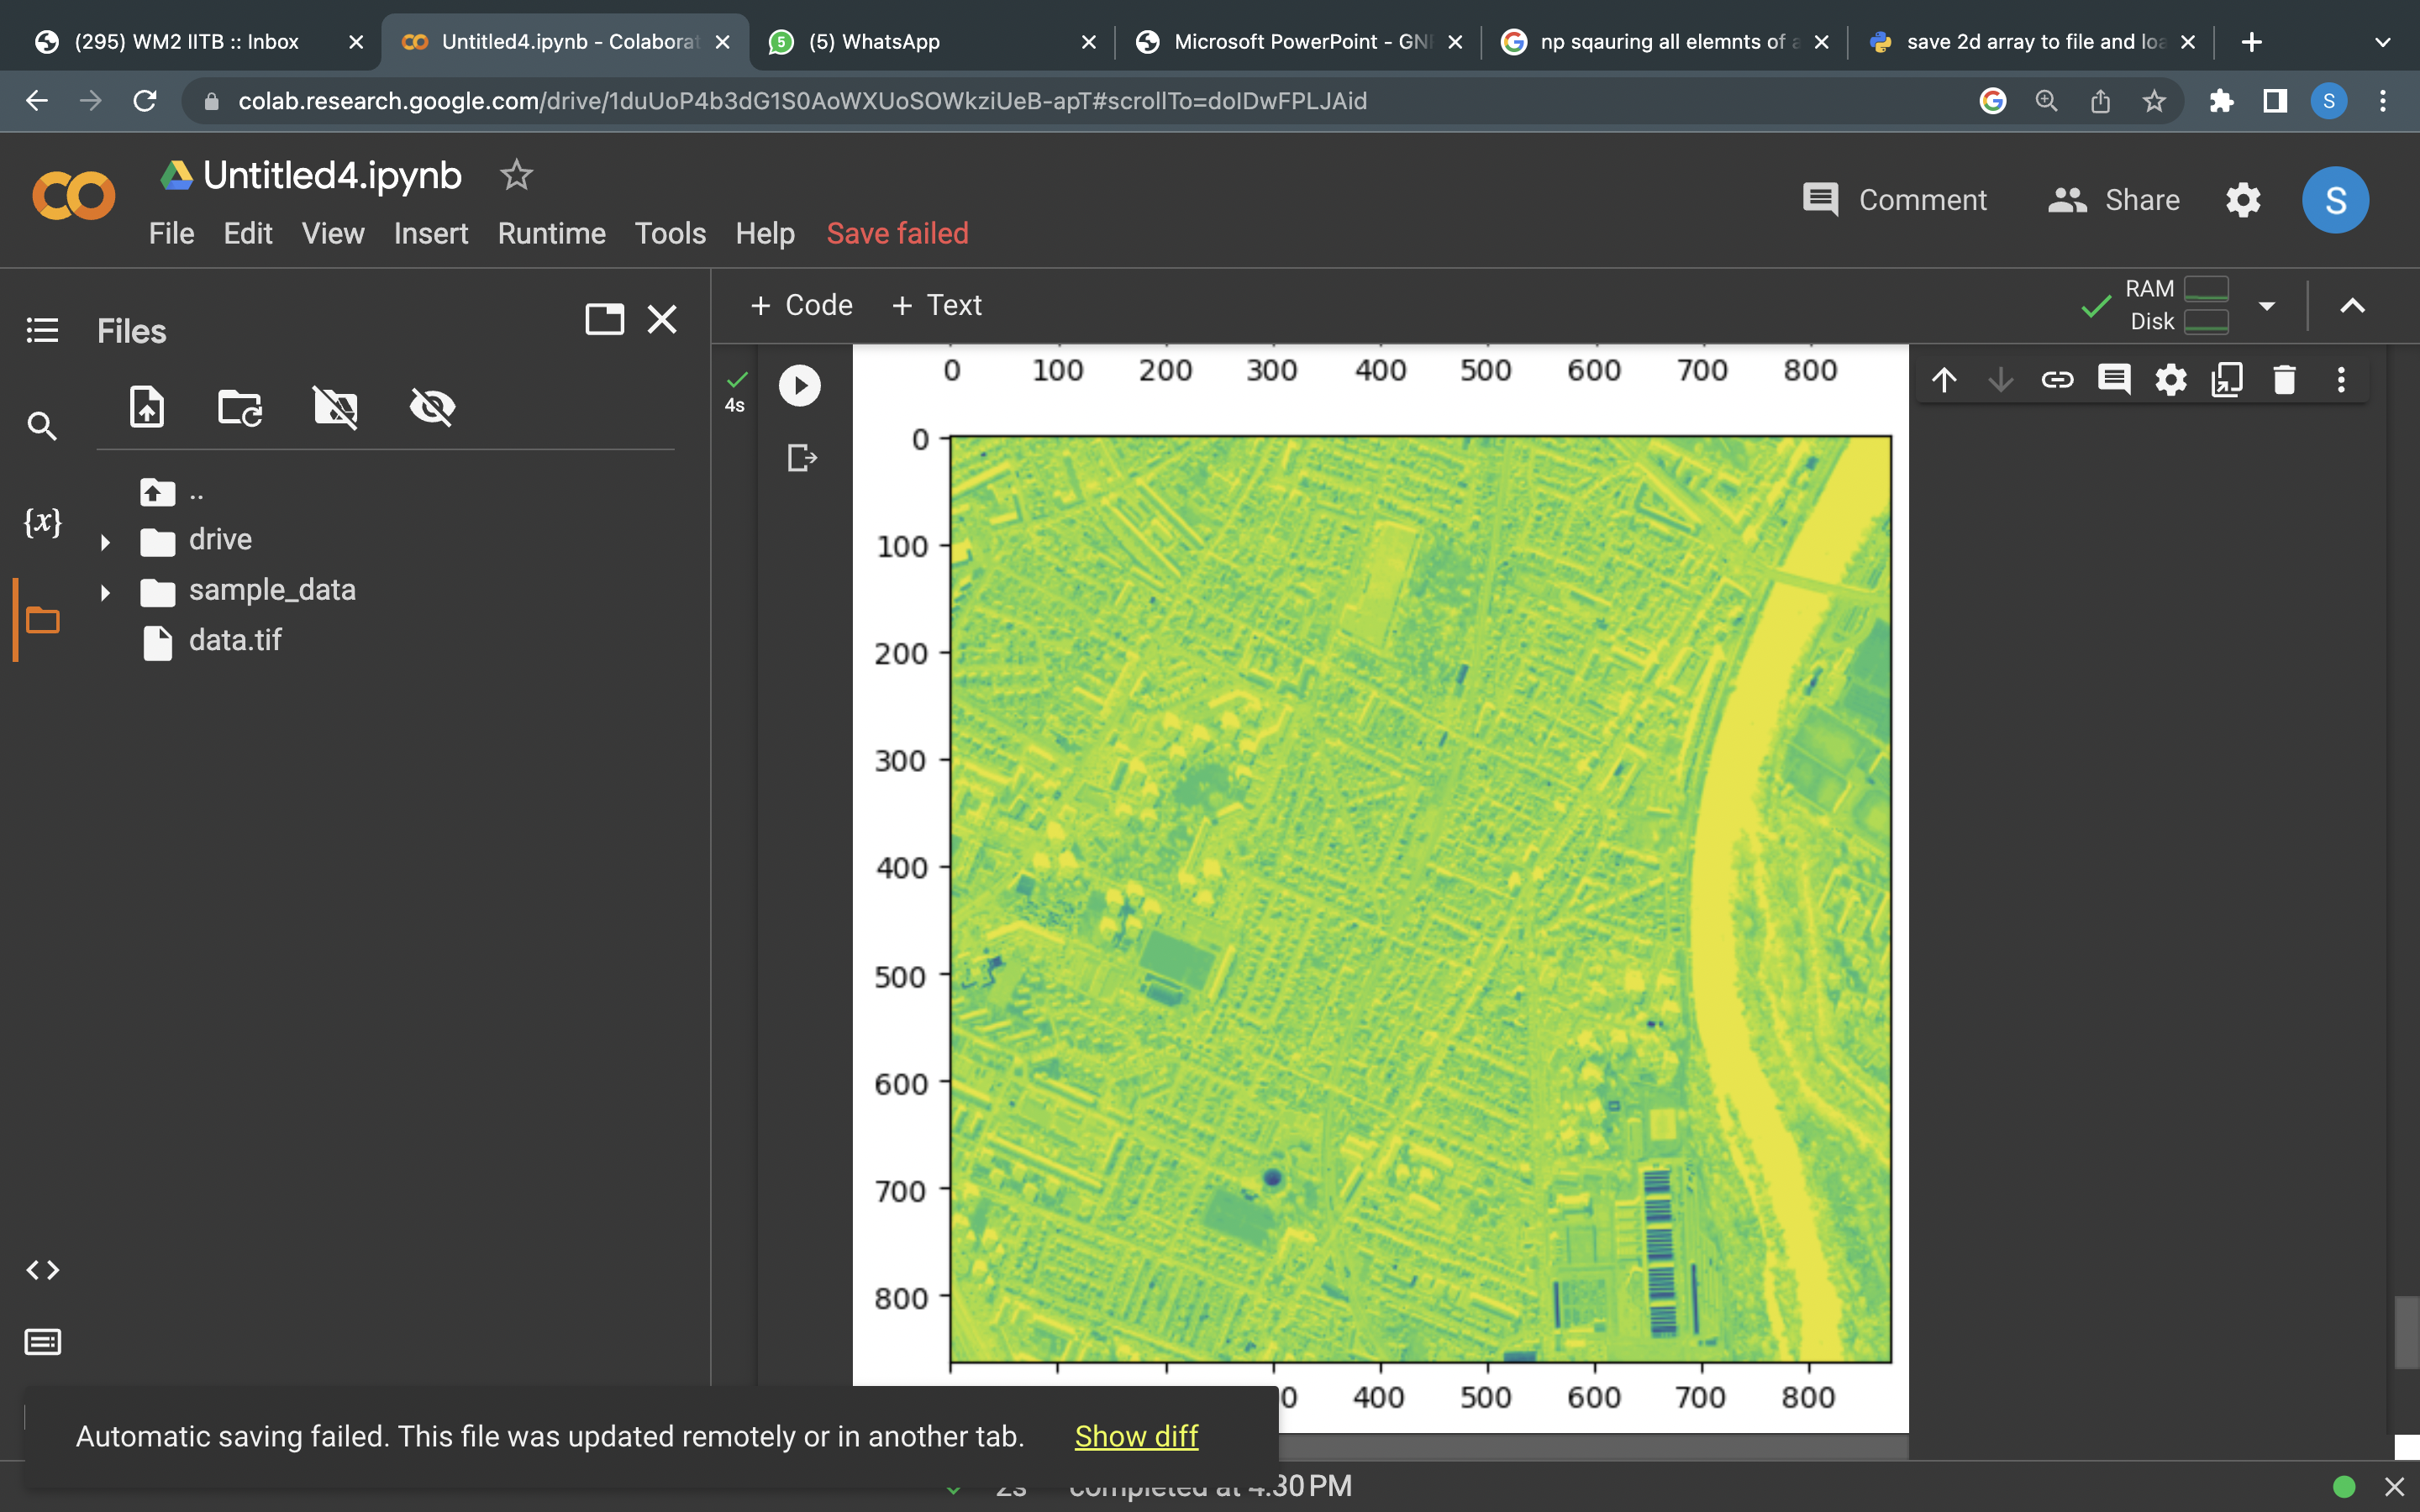 (295) WM2 IITB :: Inbox
Untitled4.ipynb - Colaborat
5
(5) WhatsApp
Microsoft PowerPoint - GN
np sqauring all elemnts of a
save 2d array to file and loa
colab.research.google.com/drive/1duUoP4b3dG1S0AoWXUoSOWkziUeB-apT#scrollTo=doIDwFPLJAid
S
Untitled4.ipynb
Comment
Share
S
File Edit View Insert Runtime Tools Help Save failed
Files
+ Code + Text
RAM
Disk
{x}
..
drive
sample_data
data.tif
4s
0 100 200 300 400 500 600 700 800
0
100
200
300
400
500
600
700
800
0 400 500 600 700 800
Automatic saving failed. This file was updated remotely or in another tab. Show diff
2s completed at 4:30 PM